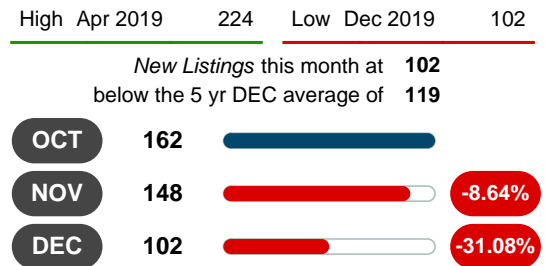 High Apr 2019 224 Low Dec 2019 102
New Listings this month at 102
below the 5 yr DEC average of 119
OCT 162
NOV 148 -8.64%
DEC 102 -31.08%